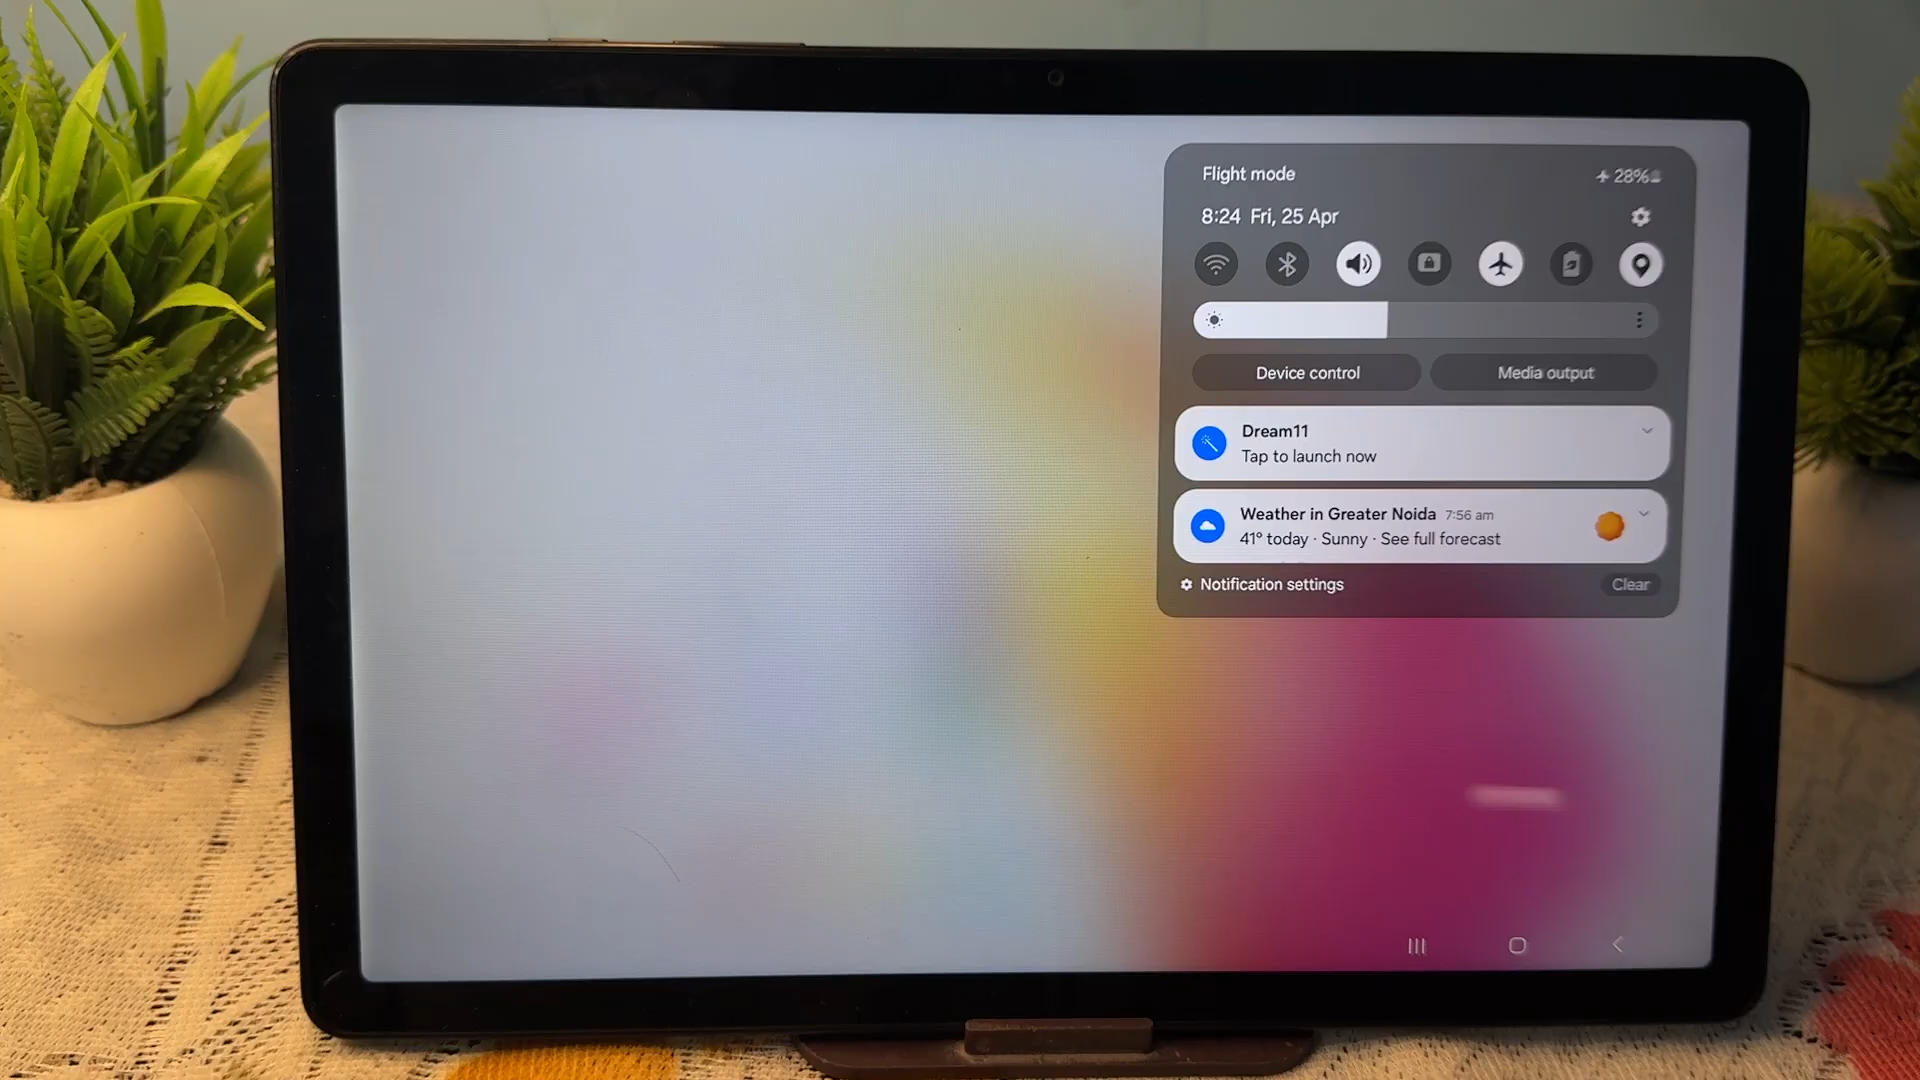 Flight mode
28%
8:24 Fri, 25 Apr
Device control
Media output
Dream11
Tap to launch now
Weather in Greater Noida 7:56 am
41° today · Sunny · See full forecast
Notification settings
Clear